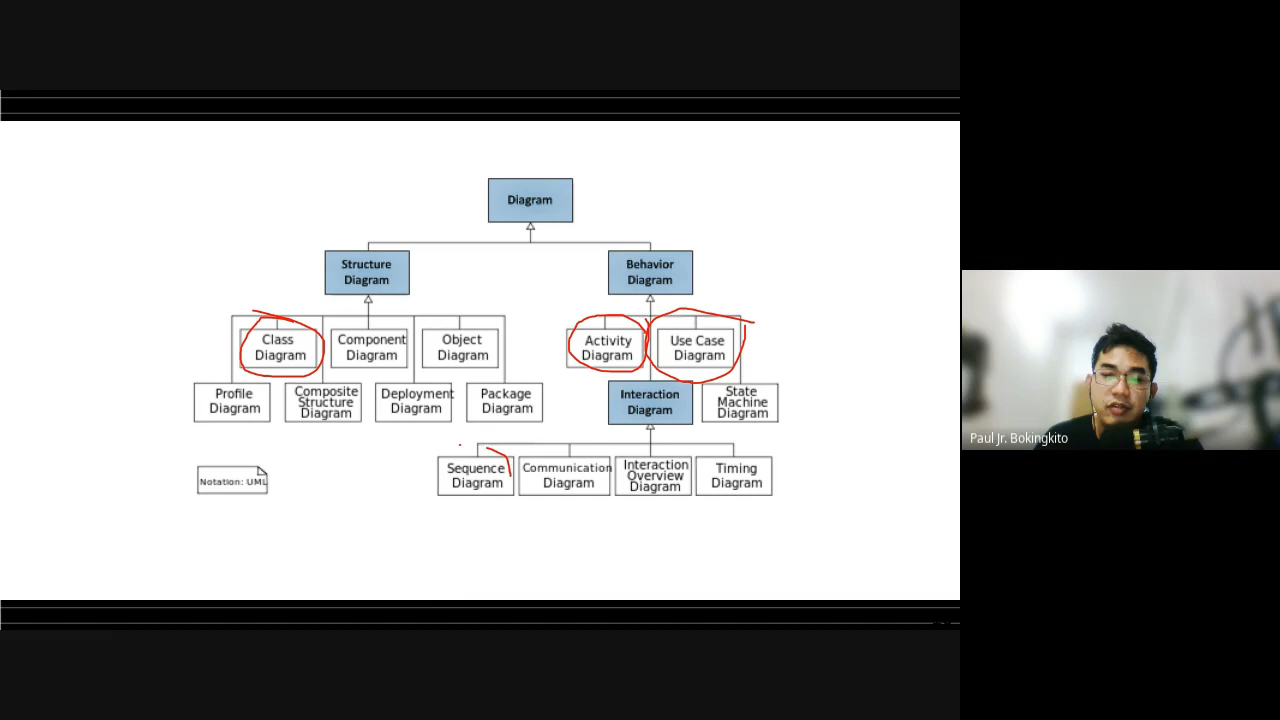 Diagram
Structure
Diagram
Behavior
Diagram
Class
Diagram
Component
Diagram
Object
Diagram
Activity
Diagram
Use Case
Diagram
Profile
Diagram
Composite
Structure
Diagram
Deployment
Diagram
Package
Diagram
Interaction
Diagram
State
Machine
Diagram
Sequence
Diagram
Communication
Diagram
Interaction
Overview
Diagram
Timing
Diagram
Notation: UML
Paul Jr. Bokingkito